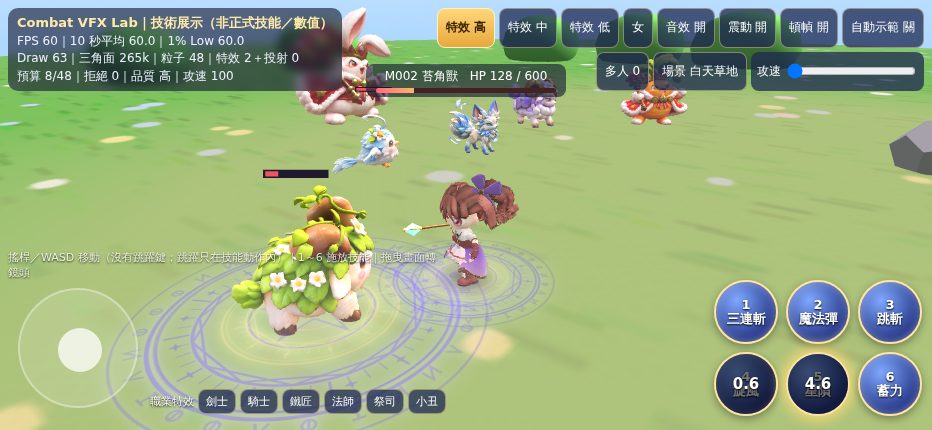 Combat VFX Lab｜技術展示（非正式技能／數值）
FPS 60｜10 秒平均 60.0｜1% Low 60.0
Draw 63｜三角面 265k｜粒子 48｜特效 2＋投射 0
預算 8/48｜拒絕 0｜品質 高｜攻速 100
特效 高
特效 中
特效 低
女
音效 開
震動 開
頓幀 開
自動示範 關
多人 0
場景 白天草地
攻速
M002 苔角獸 HP 128 / 600
搖桿／WASD 移動（沒有跳躍鍵；跳躍只在技能動作內）｜1～6 施放技能｜拖曳畫面轉
鏡頭
1
三連斬
2
魔法彈
3
跳斬
0.6
旋風
4.6
星隕
6
蓄力
職業特效
劍士
騎士
鐵匠
法師
祭司
小丑